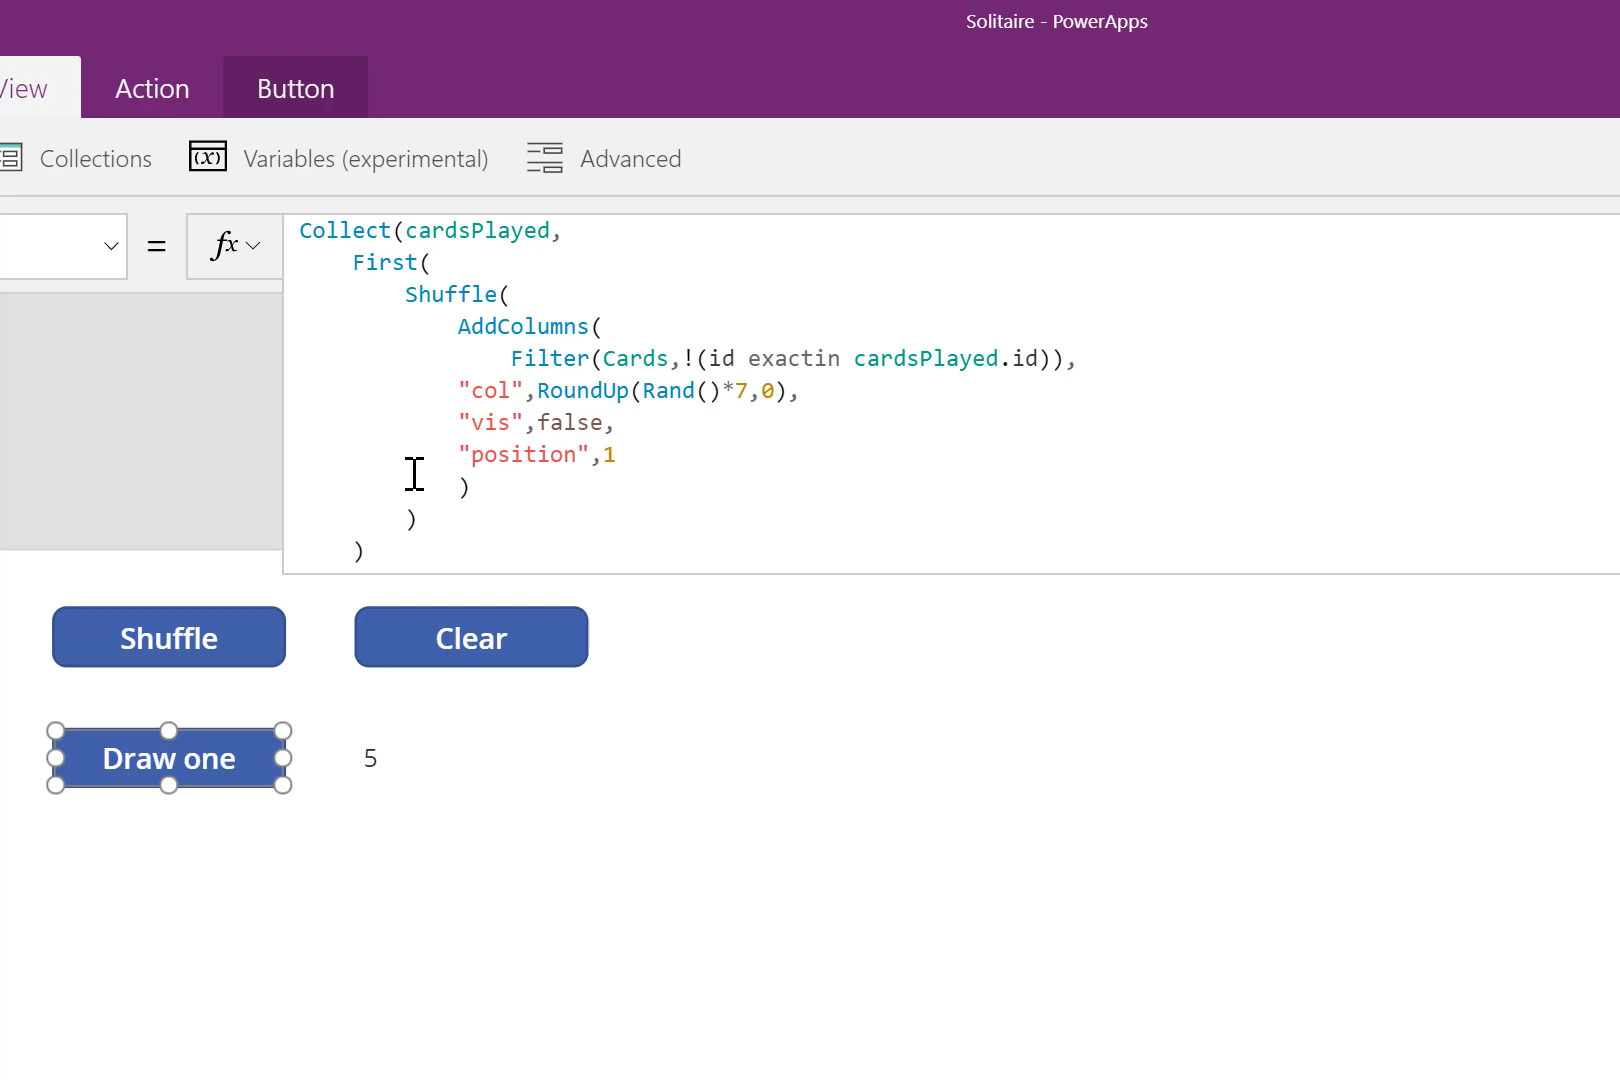 Solitaire - PowerApps
View Action Button
Collections (x) Variables (experimental) Advanced
= fx Collect(cardsPlayed,
First(
Shuffle(
AddColumns(
Filter(Cards,!(id exactin cardsPlayed.id)),
"col",RoundUp(Rand()*7,0),
"vis",false,
"position",1
)
)
)
Shuffle Clear
Draw one 5